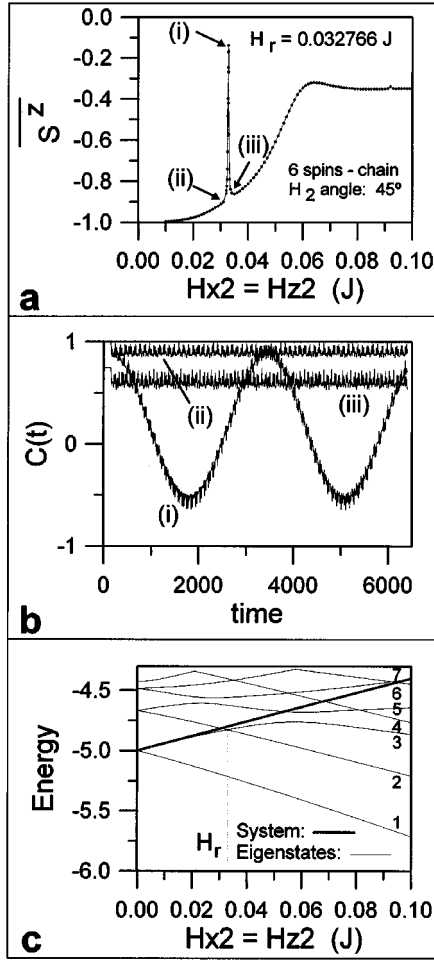 (i)
H_r = 0.032766 J
-0.0
-0.2
-0.4
-0.6
-0.8
-1.0
S^z
(ii)
(iii)
6 spins - chain
H_2 angle: 45º
0.00 0.02 0.04 0.06 0.08 0.10
Hx2 = Hz2 (J)
a
1
0
-1
C(t)
(ii)
(iii)
(i)
0 2000 4000 6000
time
b
-4.5
-5.0
-5.5
-6.0
Energy
7
6
5
4
3
2
1
H_r
System:
Eigenstates:
0.00 0.02 0.04 0.06 0.08 0.10
Hx2 = Hz2 (J)
c